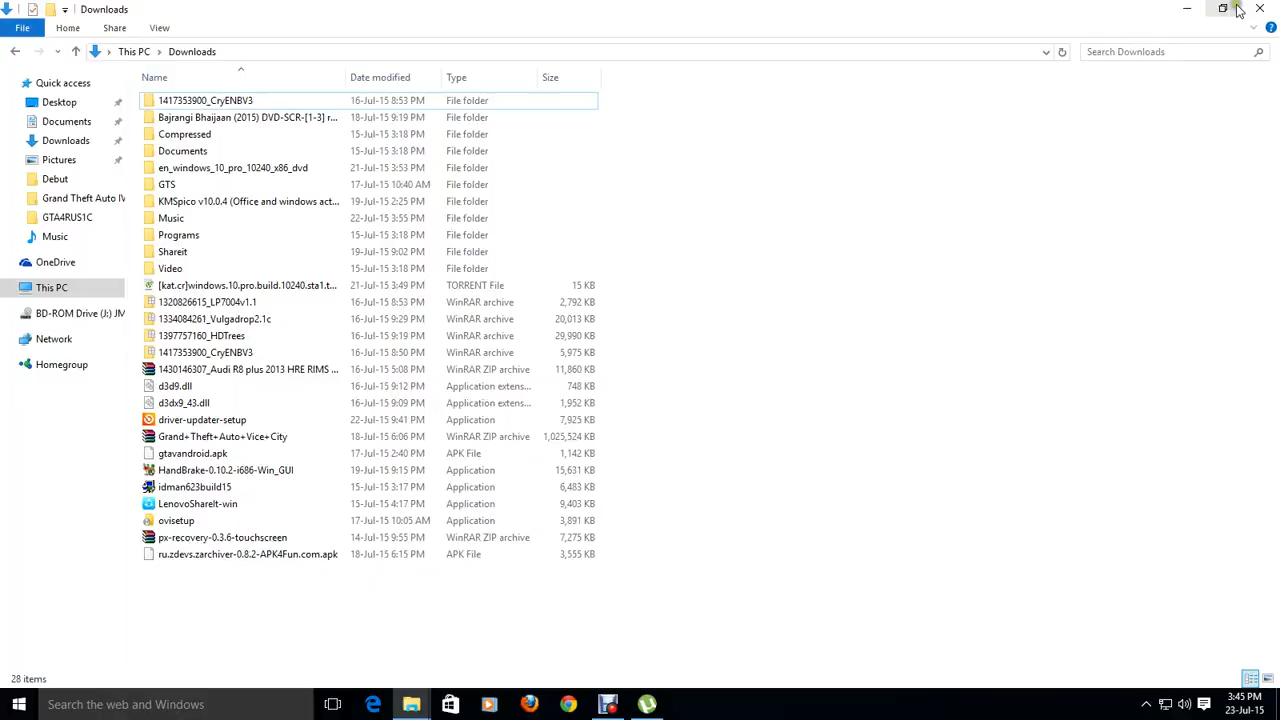 Downloads
File Home Share View
This PC Downloads Search Downloads
Name Date modified Type Size
Quick access
Desktop
Documents
Downloads
Pictures
Debut
Grand Theft Auto IV
GTA4RUS1C
Music
OneDrive
This PC
BD-ROM Drive (J:) JM
Network
Homegroup
1417353900_CryENBV3 16-Jul-15 8:53 PM File folder
Bajrangi Bhaijaan (2015) DVD-SCR-[1-3] r... 18-Jul-15 9:19 PM File folder
Compressed 15-Jul-15 3:18 PM File folder
Documents 15-Jul-15 3:18 PM File folder
en_windows_10_pro_10240_x86_dvd 21-Jul-15 3:53 PM File folder
GTS 17-Jul-15 10:40 AM File folder
KMSpico v10.0.4 (Office and windows act... 19-Jul-15 2:25 PM File folder
Music 22-Jul-15 3:55 PM File folder
Programs 15-Jul-15 3:18 PM File folder
Shareit 19-Jul-15 9:02 PM File folder
Video 15-Jul-15 3:18 PM File folder
[kat.cr]windows.10.pro.build.10240.sta1.t... 21-Jul-15 3:49 PM TORRENT File 15 KB
1320826615_LP7004v1.1 16-Jul-15 8:53 PM WinRAR archive 2,792 KB
1334084261_Vulgadrop2.1c 16-Jul-15 9:29 PM WinRAR archive 20,013 KB
1397757160_HDTrees 16-Jul-15 9:19 PM WinRAR archive 29,990 KB
1417353900_CryENBV3 16-Jul-15 8:50 PM WinRAR archive 5,975 KB
1430146307_Audi R8 plus 2013 HRE RIMS ... 16-Jul-15 5:08 PM WinRAR ZIP archive 11,860 KB
d3d9.dll 16-Jul-15 9:12 PM Application extens... 748 KB
d3dx9_43.dll 16-Jul-15 9:09 PM Application extens... 1,952 KB
driver-updater-setup 22-Jul-15 9:41 PM Application 7,925 KB
Grand+Theft+Auto+Vice+City 18-Jul-15 6:06 PM WinRAR ZIP archive 1,025,524 KB
gtavandroid.apk 17-Jul-15 2:40 PM APK File 1,142 KB
HandBrake-0.10.2-i686-Win_GUI 19-Jul-15 9:15 PM Application 15,631 KB
idman623build15 15-Jul-15 3:17 PM Application 6,483 KB
LenovoShareIt-win 15-Jul-15 4:17 PM Application 9,403 KB
ovisetup 17-Jul-15 10:05 AM Application 3,891 KB
px-recovery-0.3.6-touchscreen 14-Jul-15 9:55 PM WinRAR ZIP archive 7,275 KB
ru.zdevs.zarchiver-0.8.2-APK4Fun.com.apk 18-Jul-15 6:15 PM APK File 3,555 KB
28 items
Search the web and Windows
3:45 PM
23-Jul-15